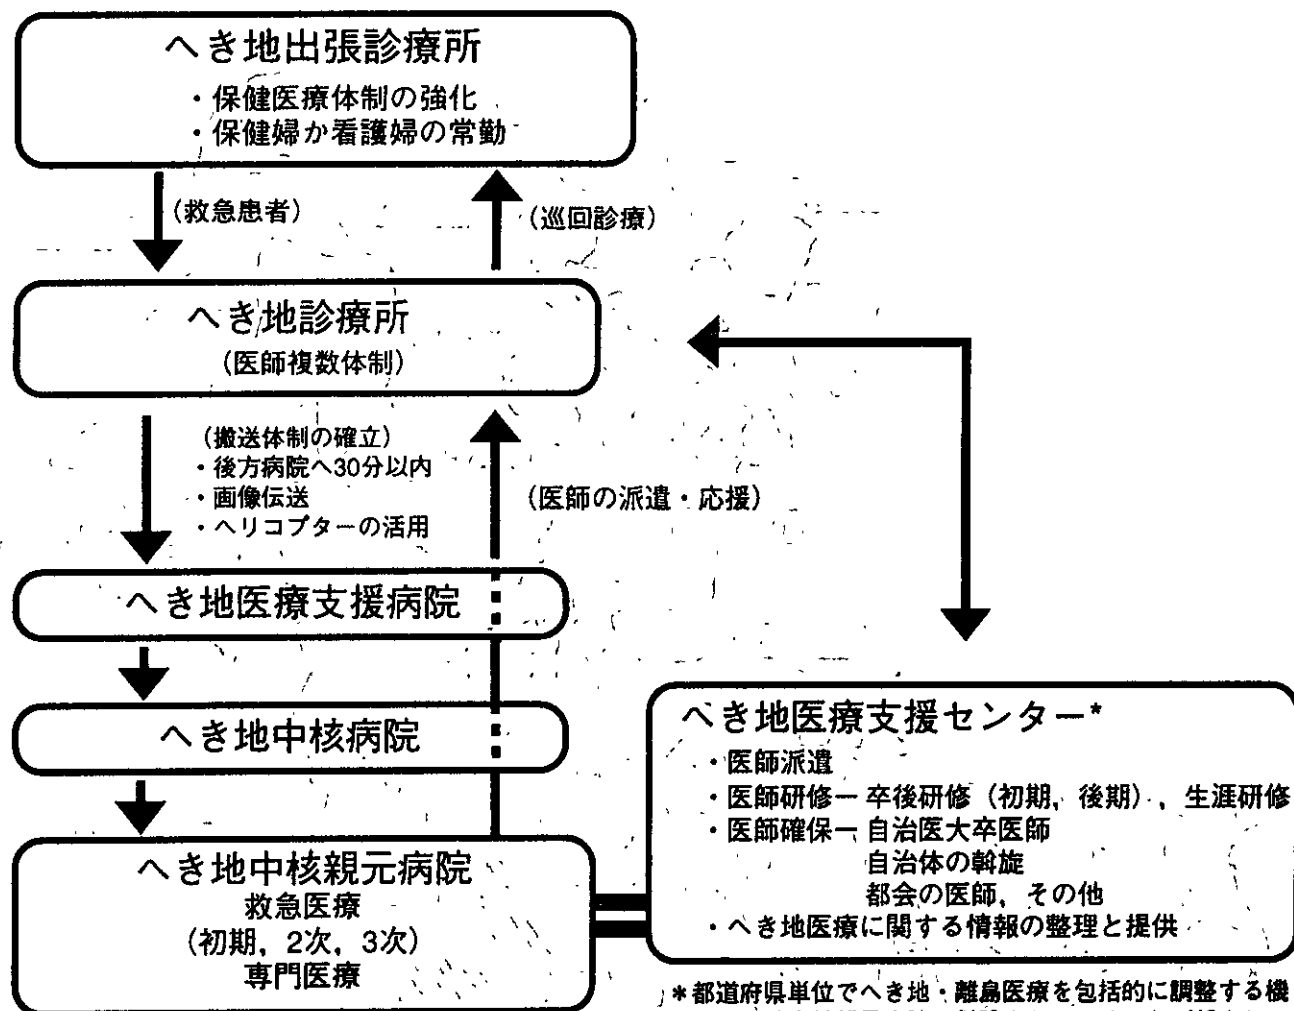 へき地出張診療所
・保健医療体制の強化
・保健婦か看護婦の常勤
(救急患者)
(巡回診療)
へき地診療所
(医師複数体制)
(搬送体制の確立)
・後方病院へ30分以内
・画像伝送
・ヘリコプターの活用
(医師の派遣・応援)
へき地医療支援病院
へき地中核病院
へき地中核親元病院
救急医療
(初期，2次，3次)
専門医療
へき地医療支援センター*
・医師派遣
・医師研修ー卒後研修（初期，後期），生涯研修
・医師確保ー自治医大卒医師
自治体の斡旋
都会の医師，その他
・へき地医療に関する情報の整理と提供
*都道府県単位でへき地・離島医療を包括的に調整する機